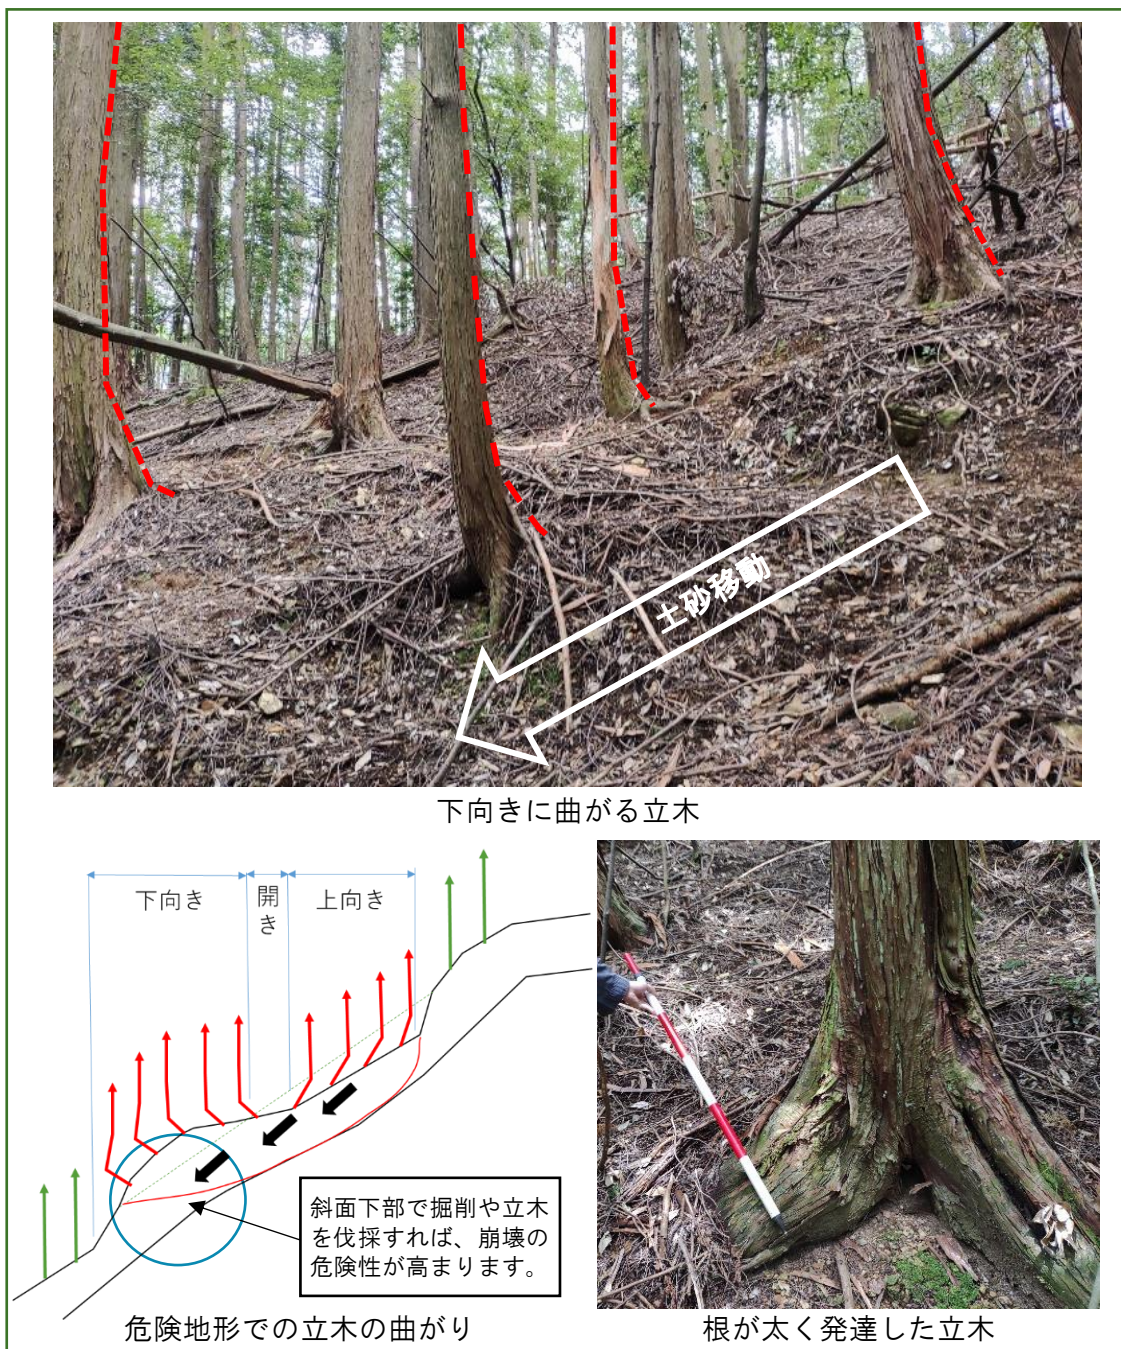 土砂移動
下向きに曲がる立木
下向き
開き
上向き
斜面下部で掘削や立木
を伐採すれば、崩壊の
危険性が高まります。
危険地形での立木の曲がり
根が太く発達した立木